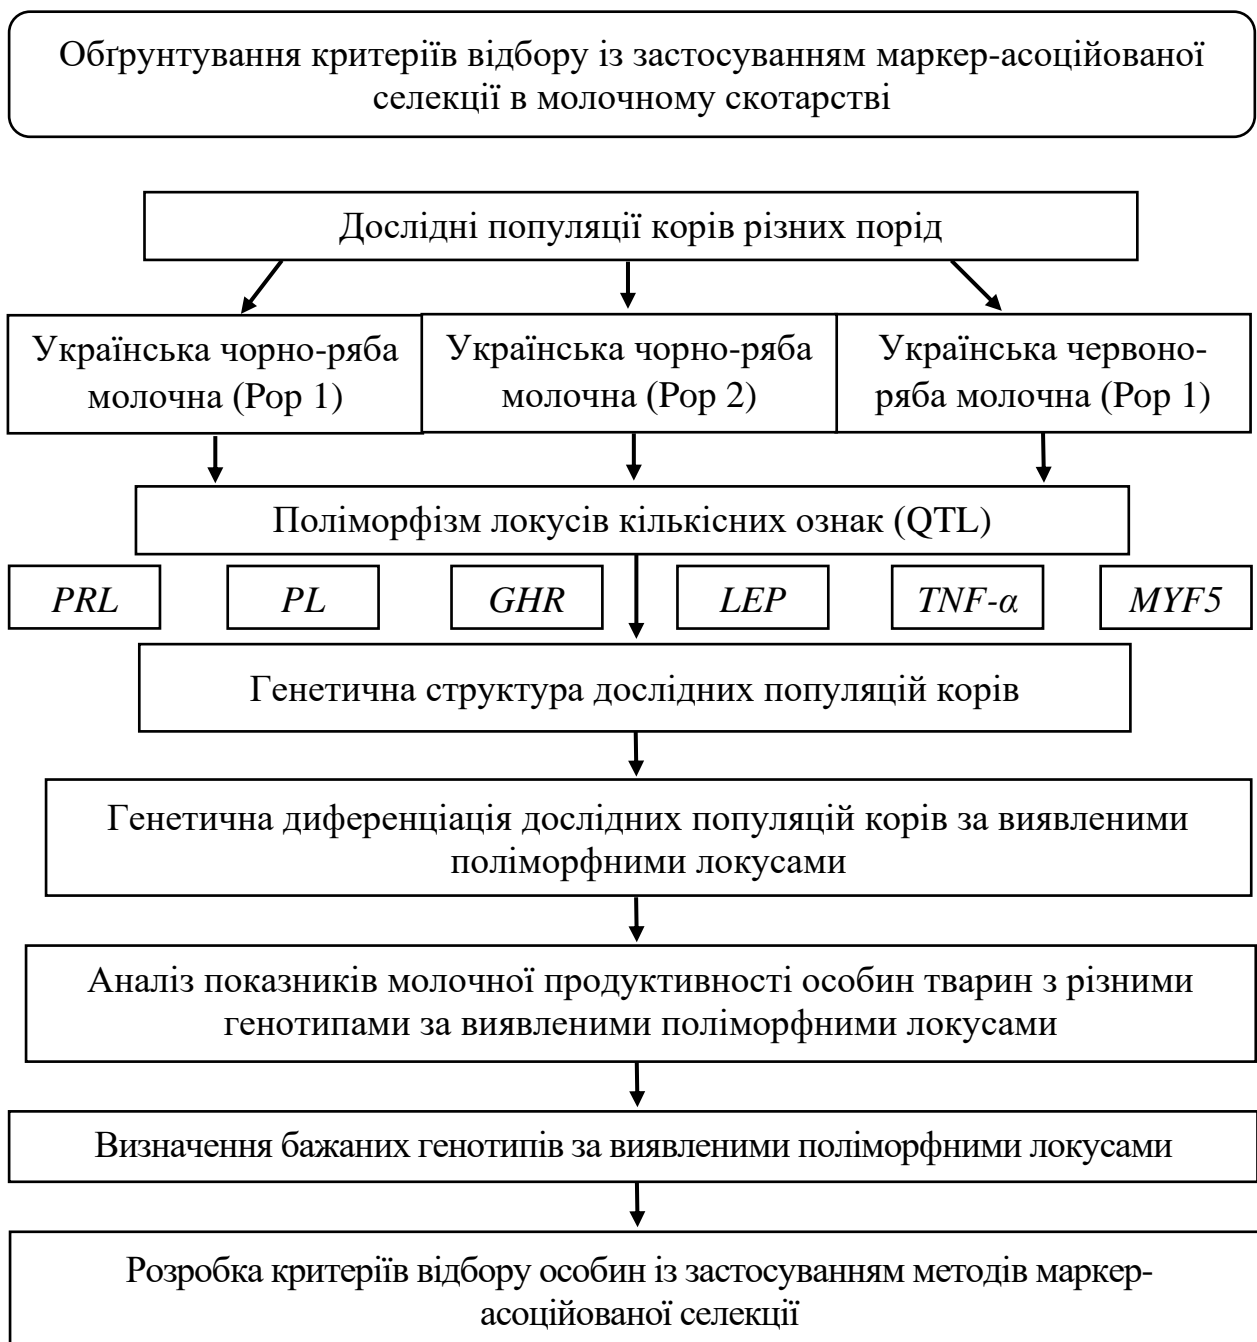 Обґрунтування критеріїв відбору із застосуванням маркер-асоційованої
селекції в молочному скотарстві
Дослідні популяції корів різних порід
Українська чорно-ряба
молочна (Pop 1)
Українська чорно-ряба
молочна (Pop 2)
Українська червоно-
ряба молочна (Pop 1)
Поліморфізм локусів кількісних ознак (QTL)
PRL
PL
GHR
LEP
TNF-α
MYF5
Генетична структура дослідних популяцій корів
Генетична диференціація дослідних популяцій корів за виявленими
поліморфними локусами
Аналіз показників молочної продуктивності особин тварин з різними
генотипами за виявленими поліморфними локусами
Визначення бажаних генотипів за виявленими поліморфними локусами
Розробка критеріїв відбору особин із застосуванням методів маркер-
асоційованої селекції